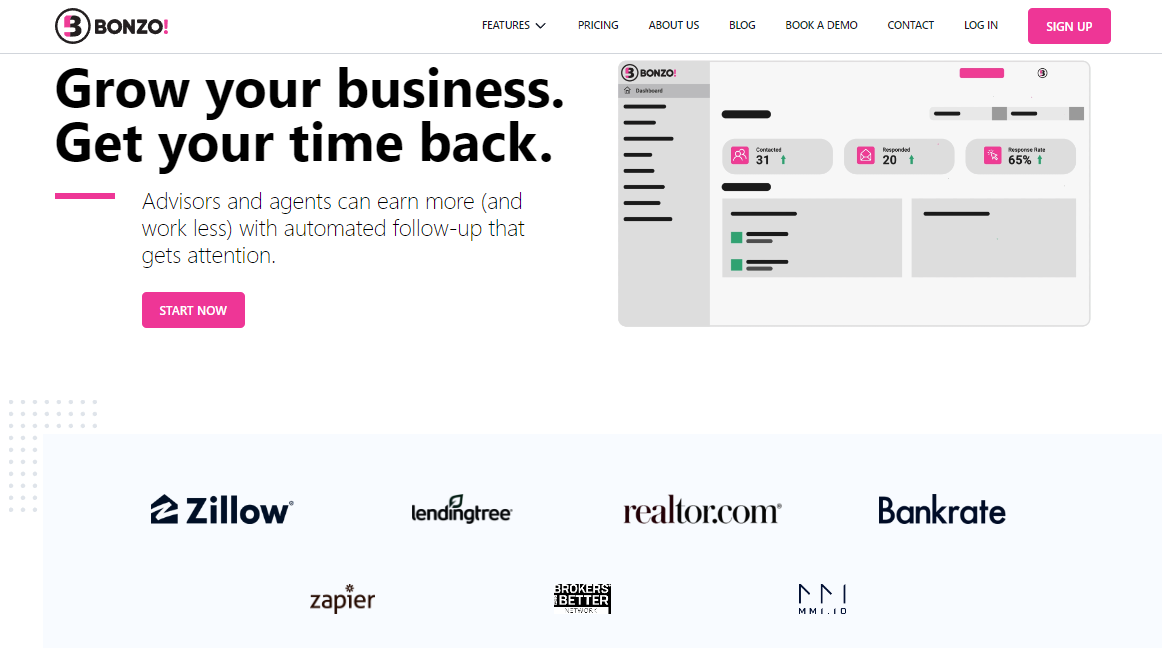 BONZO!
FEATURES
PRICING
ABOUT US
BLOG
BOOK A DEMO
CONTACT
LOG IN
SIGN UP
Grow your business.
Get your time back.
Advisors and agents can earn more (and
work less) with automated follow-up that
gets attention.
START NOW
BONZO!
Dashboard
Contacted
31
Responded
20
Response Rate
65%
Zillow®
lendingtree®
realtor.com®
Bankrate
zapier
BROKERS
ARE BETTER
NETWORK
MMI.IO